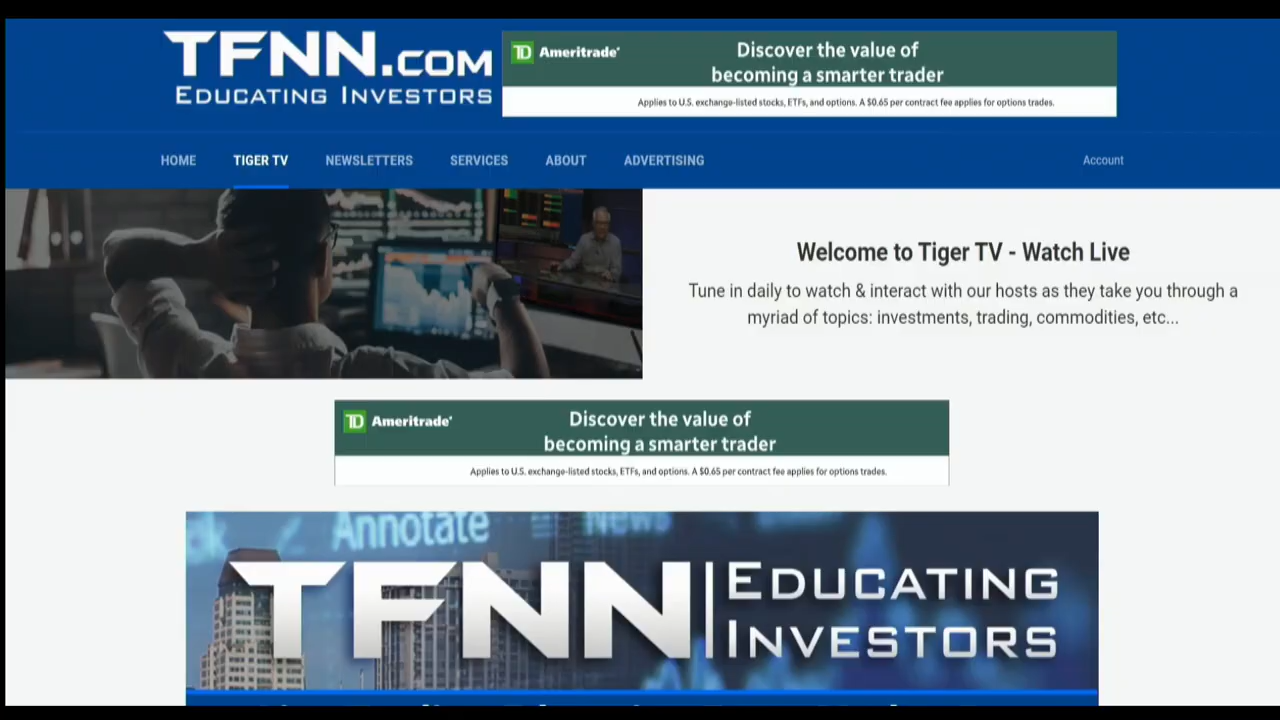 TFNN.COM
EDUCATING INVESTORS
TD Ameritrade
Discover the value of
becoming a smarter trader
Applies to U.S. exchange-listed stocks, ETFs, and options. A $0.65 per contract fee applies for options trades.
HOME TIGER TV NEWSLETTERS SERVICES ABOUT ADVERTISING Account
Welcome to Tiger TV - Watch Live
Tune in daily to watch & interact with our hosts as they take you through a
myriad of topics: investments, trading, commodities, etc...
TD Ameritrade
Discover the value of
becoming a smarter trader
Applies to U.S. exchange-listed stocks, ETFs, and options. A $0.65 per contract fee applies for options trades.
Annotate News
TFNN EDUCATING
INVESTORS